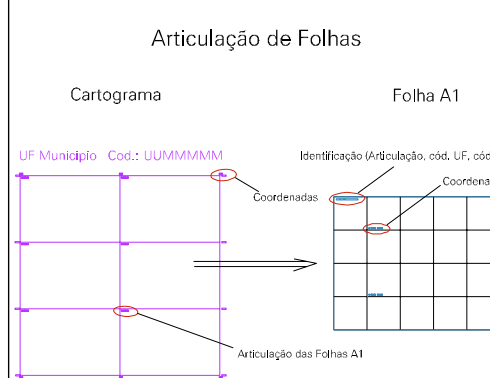 Articulação de Folhas
Cartograma
Folha A1
UF Municipio Cod.: UUMMMMM
Identificação (Articulação, cód. UF, cód
Coordenadas
Coordena
Articulação das Folhas A1